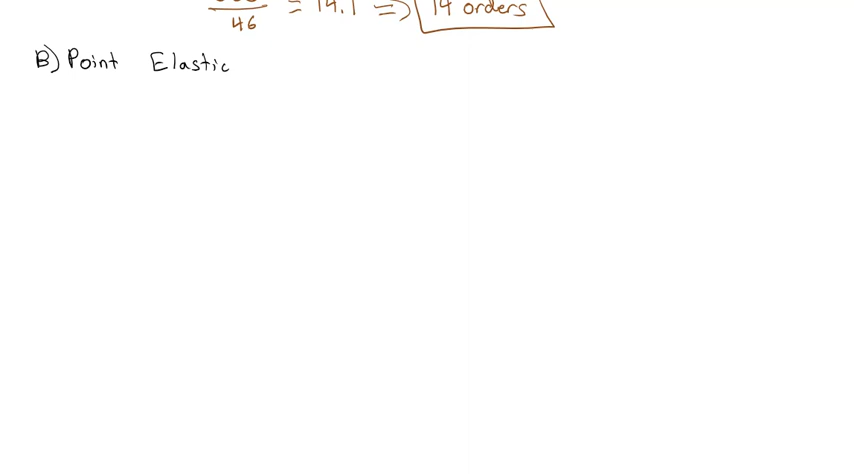 46 = 14.1 => 14 orders
B) Point Elastic